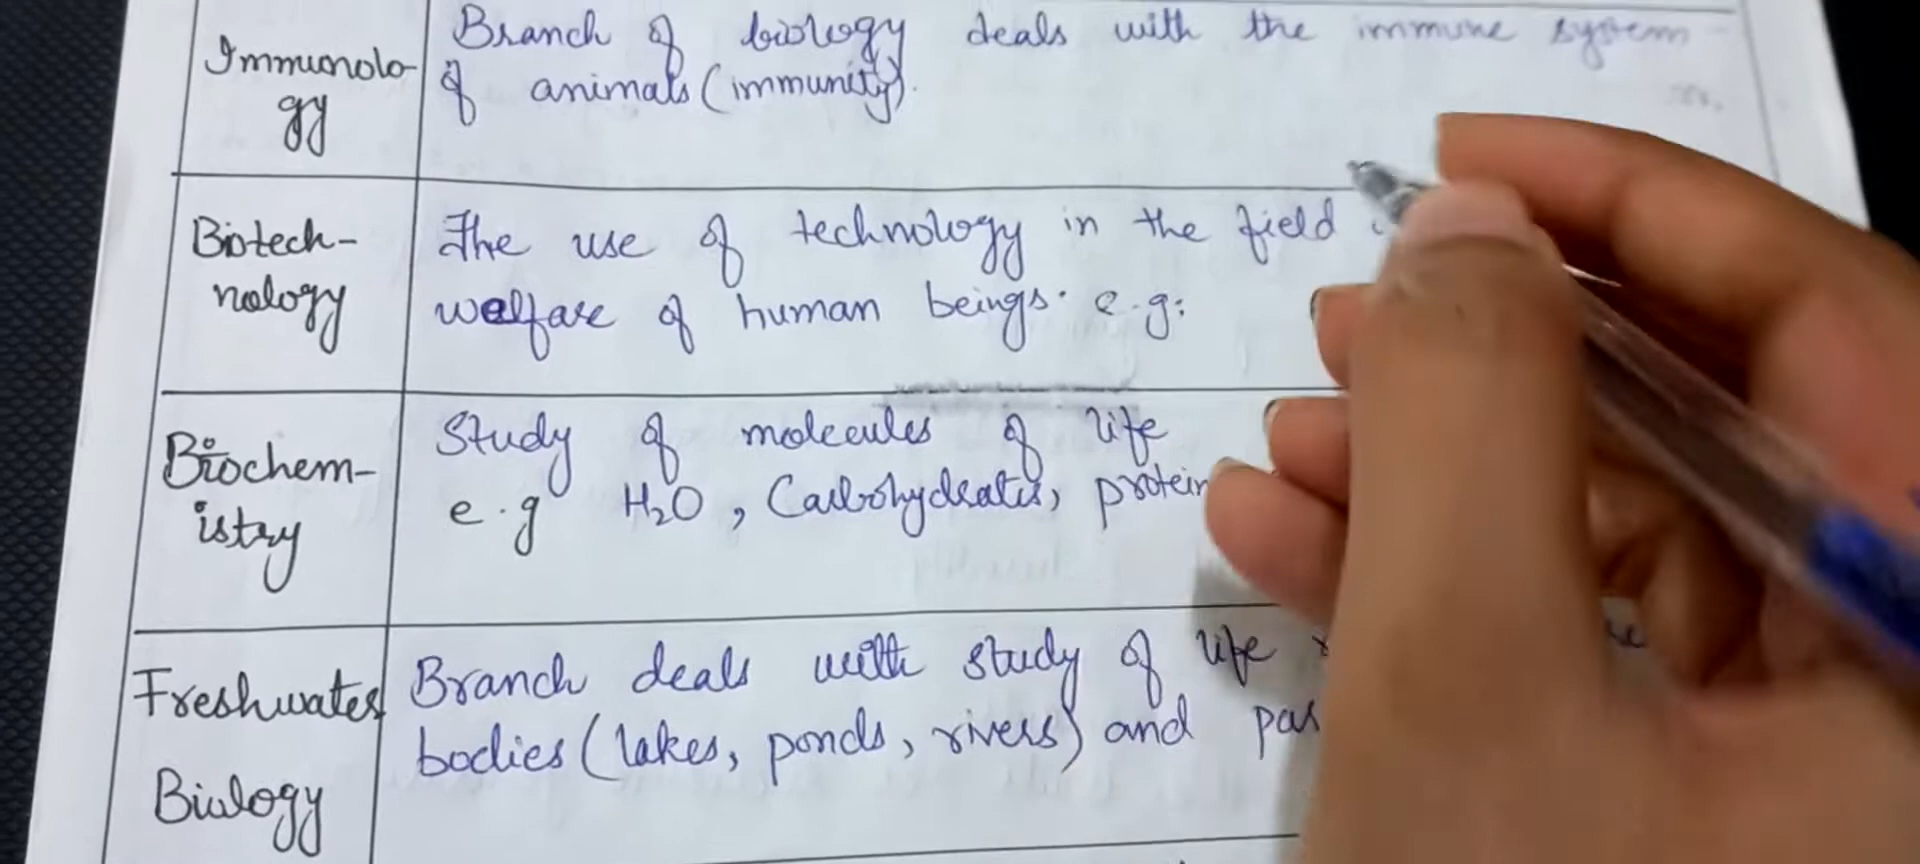 Immunolo-
gy
Branch of biology deals with the immune system
of animals (immunity).
Biotech-
nology
The use of technology in the field
welfare of human beings. e.g:
Biochem-
istry
Study of molecules of life
e.g H₂O, Carbohydrates, protein
Freshwater
Biology
Branch deals with study of life
bodies (lakes, ponds, rivers) and